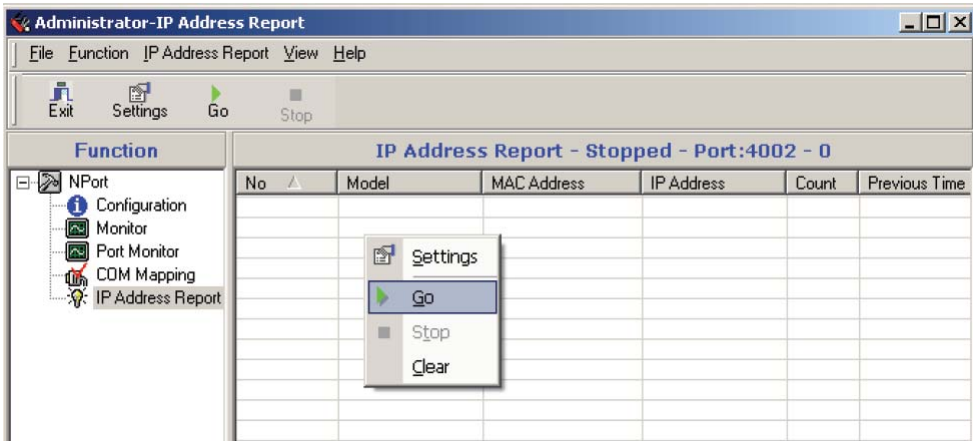 Administrator-IP Address Report
File Function IP Address Report View Help
Exit Settings Go Stop
Function
IP Address Report - Stopped - Port:4002 - 0
No Model MAC Address IP Address Count Previous Time
NPort
Configuration
Monitor
Port Monitor
COM Mapping
IP Address Report
Settings
Go
Stop
Clear